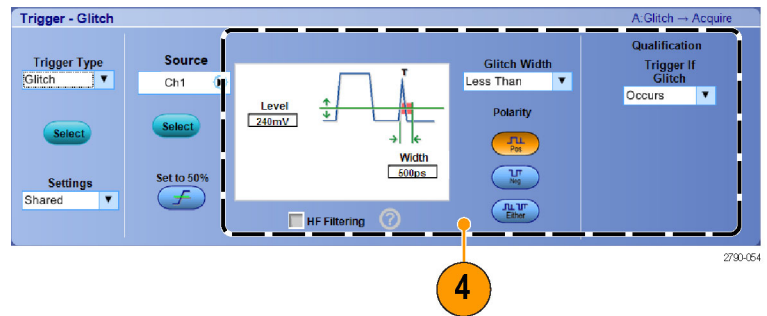 Trigger - Glitch
A:Glitch → Acquire
Trigger Type
Glitch
Select
Settings
Shared
Source
Ch1
Select
Set to 50%
Level
240mV
T
Width
500ps
HF Filtering
?
Glitch Width
Less Than
Polarity
Pos
Neg
Either
Qualification
Trigger If
Glitch
Occurs
4
2790-054